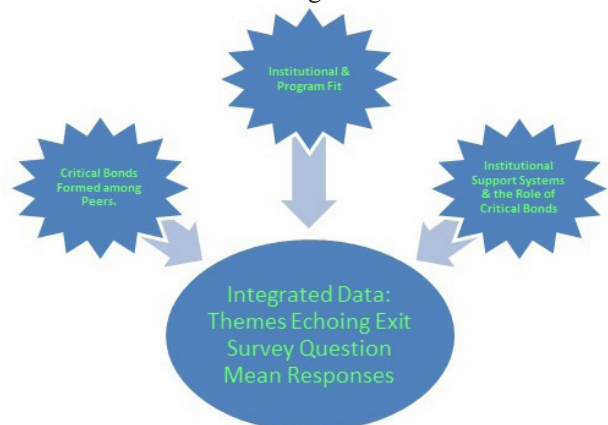 Institutional &
Program Fit
Critical Bonds
Formed among
Peers.
Institutional
Support Systems
& the Role of
Critical Bonds
Integrated Data:
Themes Echoing Exit
Survey Question
Mean Responses